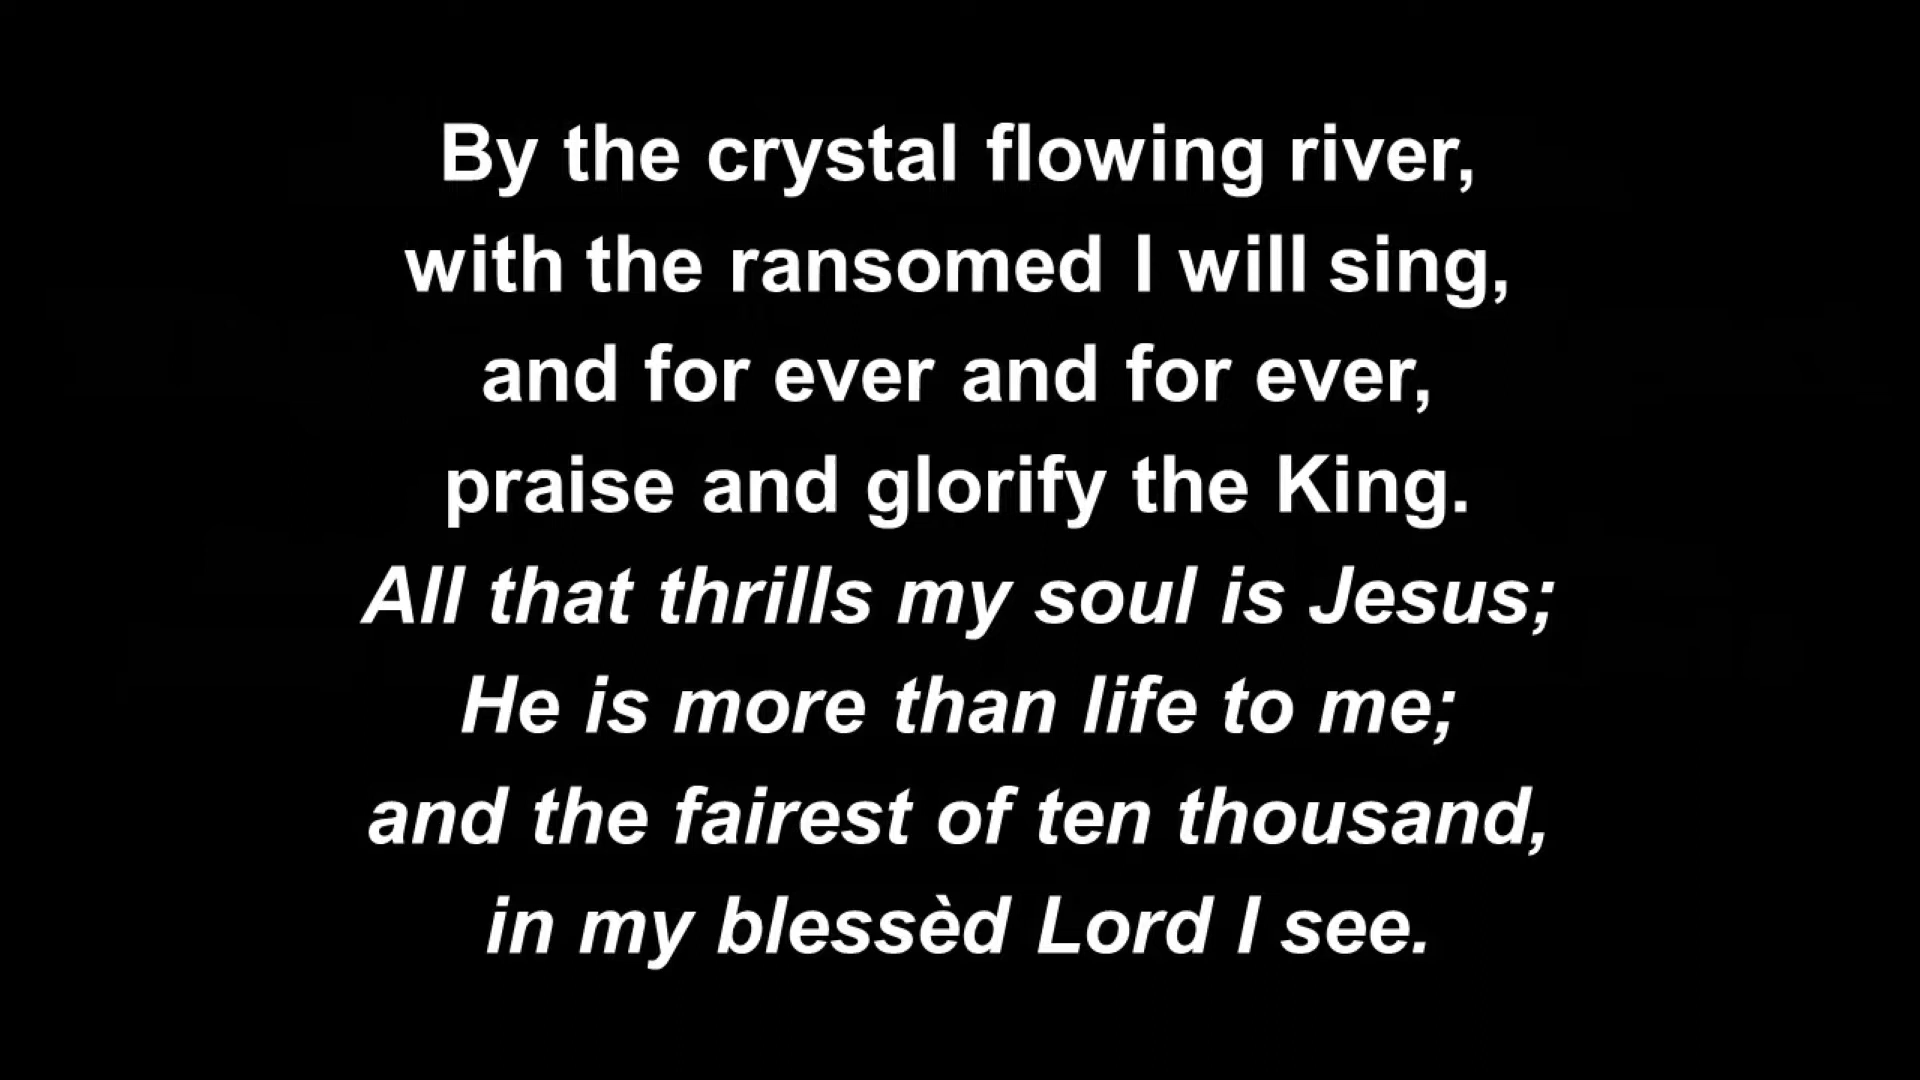 By the crystal flowing river,
with the ransomed I will sing,
and for ever and for ever,
praise and glorify the King.
All that thrills my soul is Jesus;
He is more than life to me;
and the fairest of ten thousand,
in my blessèd Lord I see.